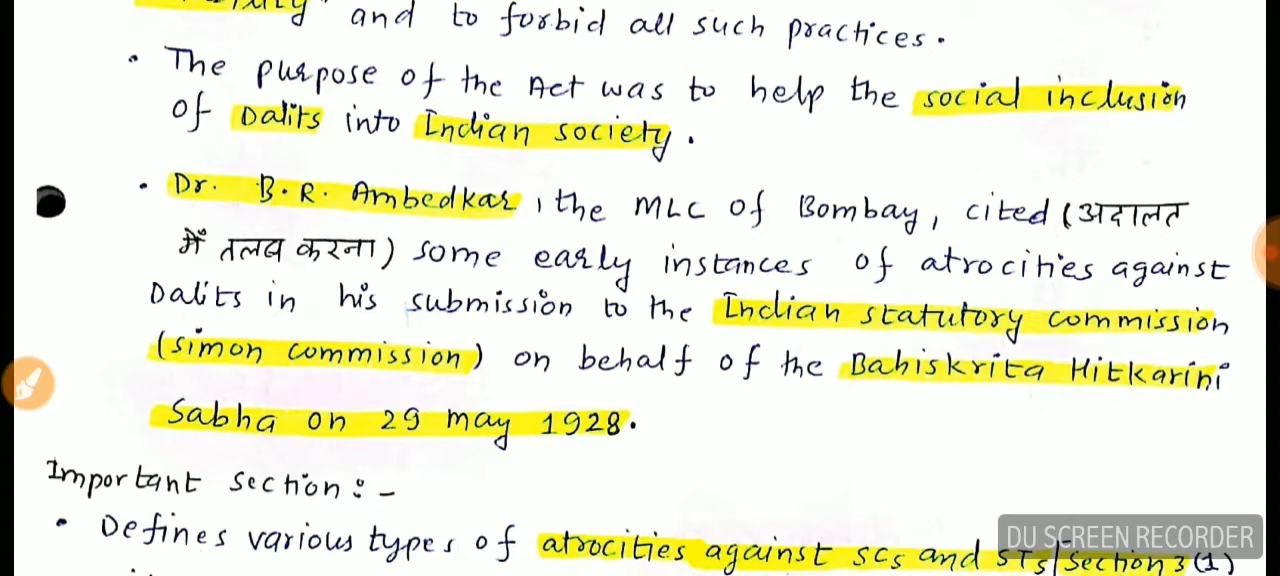 and to forbid all such practices.
• The purpose of the Act was to help the social inclusion
of Dalits into Indian society.
• Dr. B.R. Ambedkar, the MLC of Bombay, cited (अदालत
में तलब करना) some early instances of atrocities against
Dalits in his submission to the Indian statutory commission
(simon commission) on behalf of the Bahiskrita Hitkarini
Sabha on 29 may 1928.
Important section:-
• Defines various types of atrocities against SCs and STs/section 3(1)
DU SCREEN RECORDER